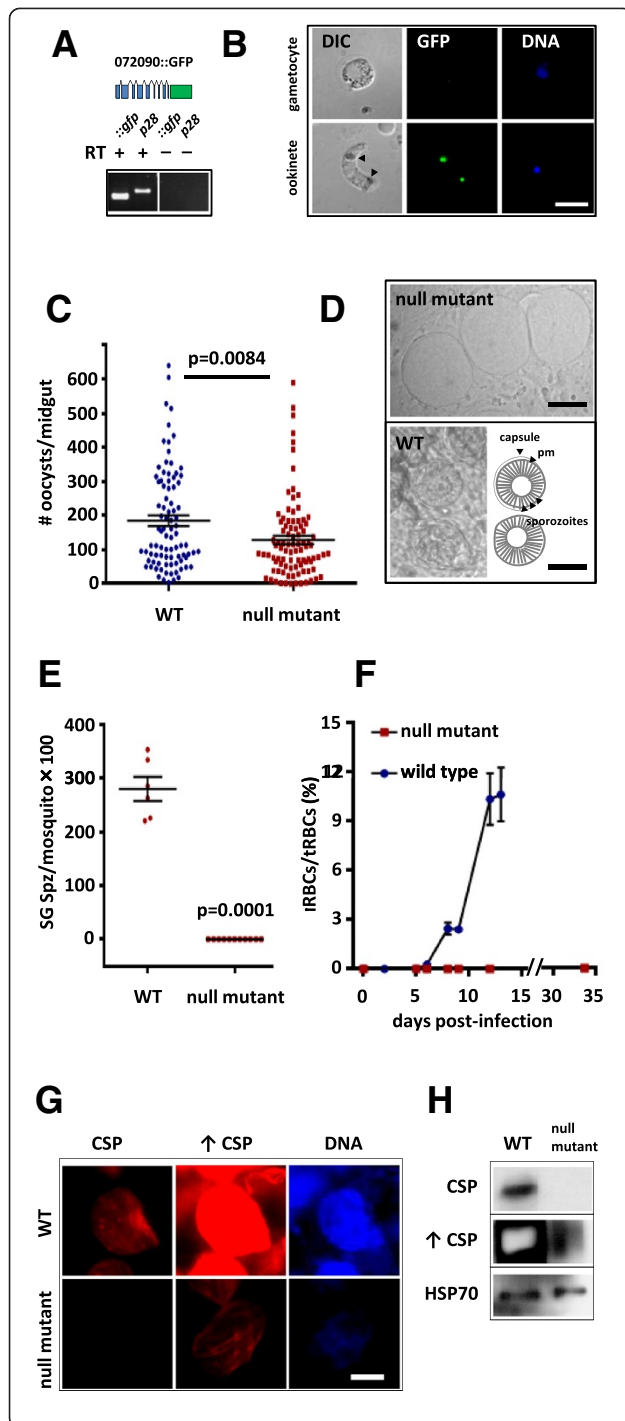 A
072090::GFP
::gfp p28 ::gfp p28
RT + + − −
B
DIC GFP DNA
gametocyte
ookinete
C
# oocysts/midgut
600
500
400
300
200
100
0
p=0.0084
WT null mutant
D
null mutant
WT
capsule
pm
sporozoites
E
SG Spz/mosquito × 100
400
300
200
100
0
p=0.0001
WT null mutant
F
iRBCs/tRBCs (%)
15
12
9
6
3
0
null mutant
wild type
0 5 10 15 // 30 35
days post-infection
G
CSP ↑ CSP DNA
WT
null mutant
H
WT null mutant
CSP
↑ CSP
HSP70